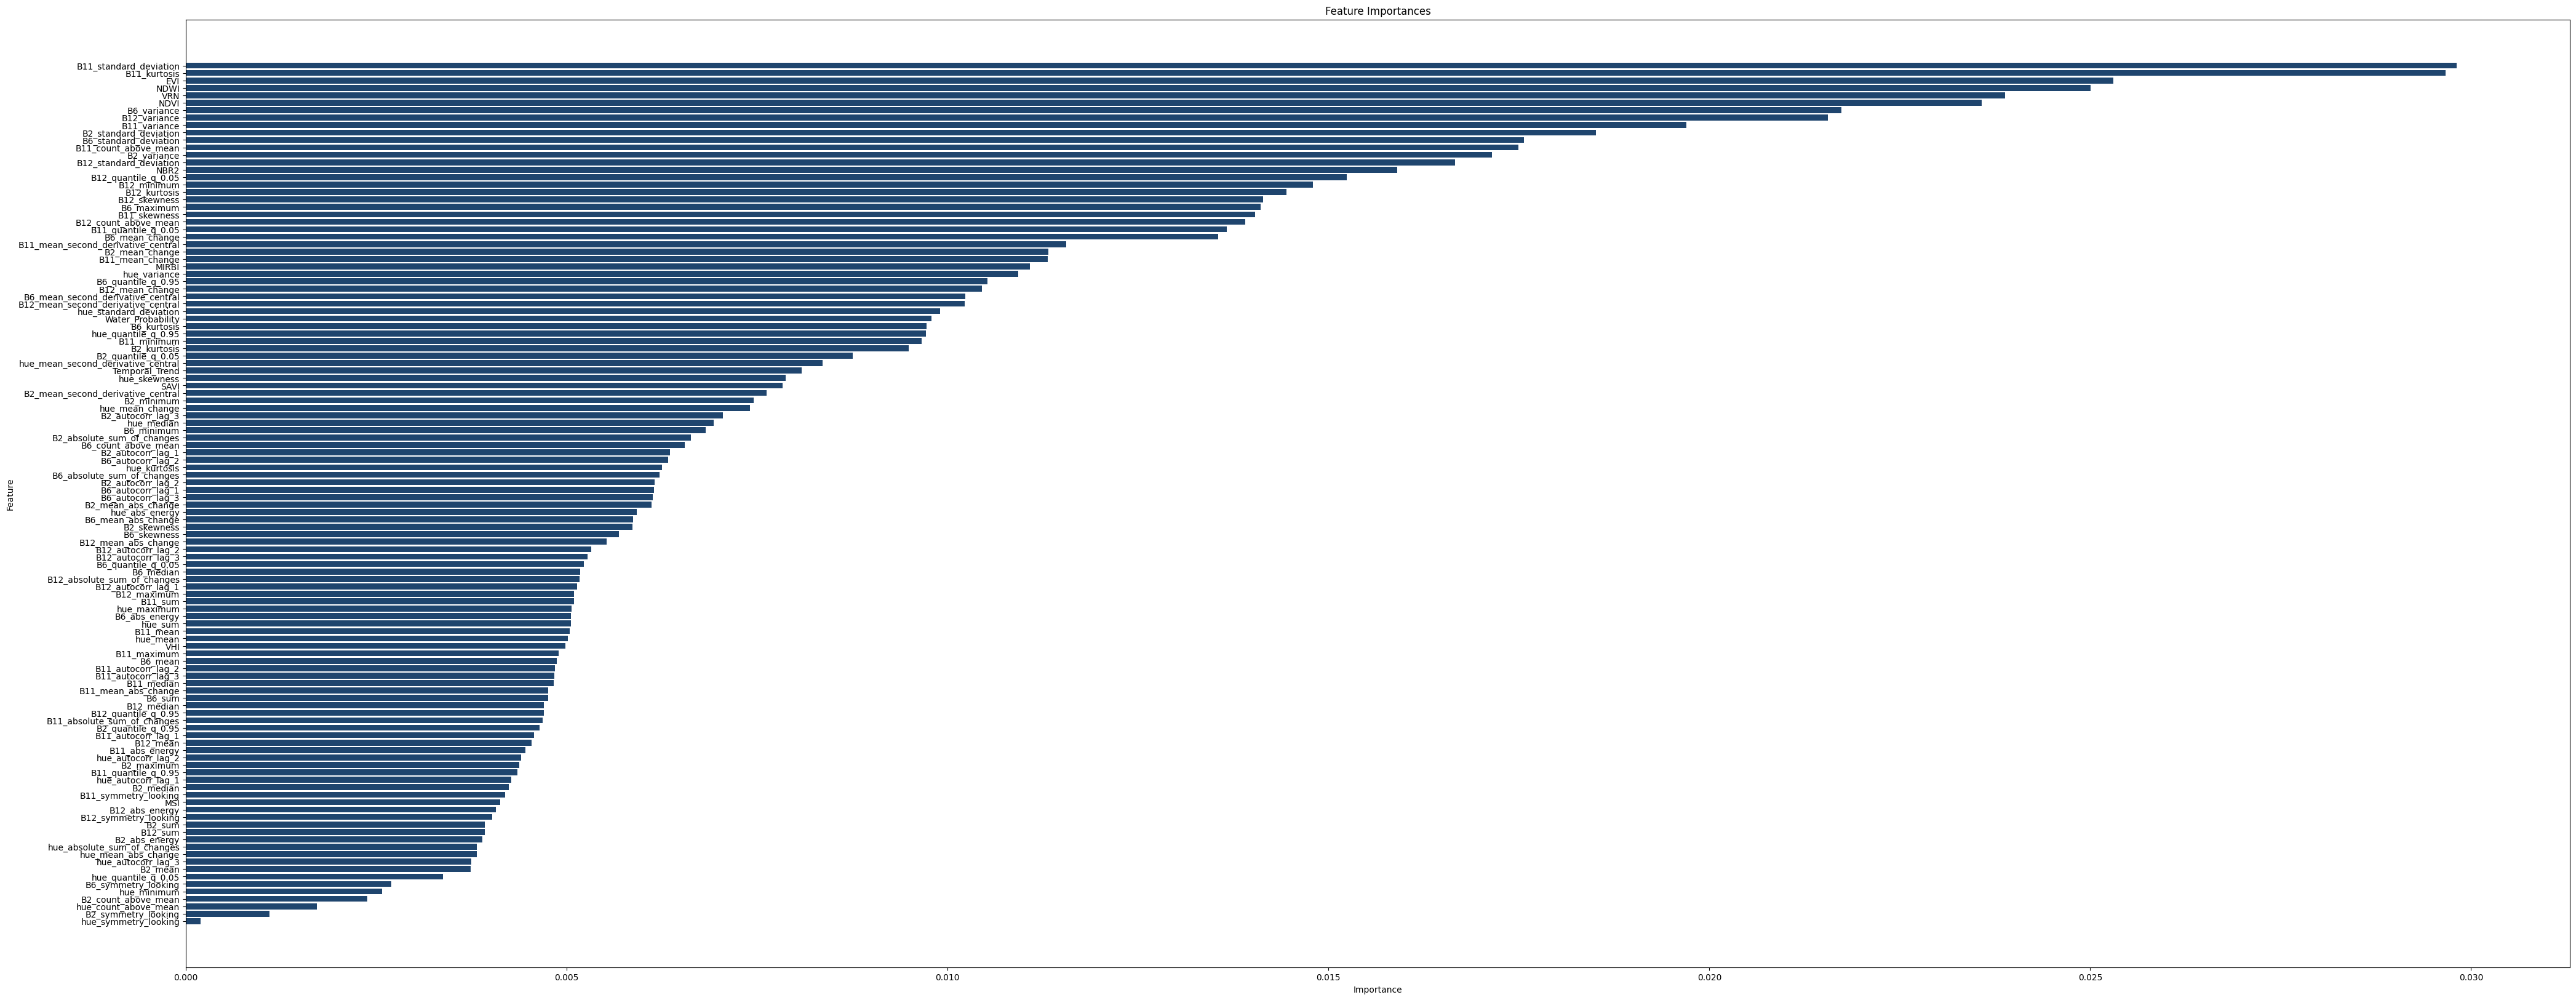 Feature Importances
B11_standard_deviation
B11_kurtosis
EVI
NDWI
VRN
NDVI
B6_variance
B12_variance
B11_variance
B2_standard_deviation
B6_standard_deviation
B11_count_above_mean
B2_variance
B12_standard_deviation
NBR2
B12_quantile_q_0.05
B12_minimum
B12_kurtosis
B12_skewness
B6_maximum
B11_skewness
B12_count_above_mean
B11_quantile_q_0.05
B6_mean_change
B11_mean_second_derivative_central
B2_mean_change
B11_mean_change
MIRBI
hue_variance
B6_quantile_q_0.95
B12_mean_change
B6_mean_second_derivative_central
B12_mean_second_derivative_central
hue_standard_deviation
Water_Probability
B6_kurtosis
hue_quantile_q_0.95
B11_minimum
B2_kurtosis
B2_quantile_q_0.05
hue_mean_second_derivative_central
Temporal_Trend
hue_skewness
SAVI
B2_mean_second_derivative_central
B2_minimum
hue_mean_change
B2_autocorr_lag_3
hue_median
B6_minimum
B2_absolute_sum_of_changes
B6_count_above_mean
B2_autocorr_lag_1
B6_autocorr_lag_2
hue_kurtosis
B6_absolute_sum_of_changes
B2_autocorr_lag_2
B6_autocorr_lag_1
B6_autocorr_lag_3
B2_mean_abs_change
hue_abs_energy
B6_mean_abs_change
B2_skewness
B6_skewness
B12_mean_abs_change
B12_autocorr_lag_2
B12_autocorr_lag_3
B6_quantile_q_0.05
B6_median
B12_absolute_sum_of_changes
B12_autocorr_lag_1
B12_maximum
B11_sum
hue_maximum
B6_abs_energy
hue_sum
B11_mean
hue_mean
VHI
B11_maximum
B6_mean
B11_autocorr_lag_2
B11_autocorr_lag_3
B11_median
B11_mean_abs_change
B6_sum
B12_median
B12_quantile_q_0.95
B11_absolute_sum_of_changes
B2_quantile_q_0.95
B11_autocorr_lag_1
B12_mean
B11_abs_energy
hue_autocorr_lag_2
B2_maximum
B11_quantile_q_0.95
hue_autocorr_lag_1
B2_median
B11_symmetry_looking
MSI
B12_abs_energy
B12_symmetry_looking
B2_sum
B12_sum
B2_abs_energy
hue_absolute_sum_of_changes
hue_mean_abs_change
hue_autocorr_lag_3
B2_mean
hue_quantile_q_0.05
B6_symmetry_looking
hue_minimum
B2_count_above_mean
hue_count_above_mean
B2_symmetry_looking
hue_symmetry_looking
Feature
0.000 0.005 0.010 0.015 0.020 0.025 0.030
Importance